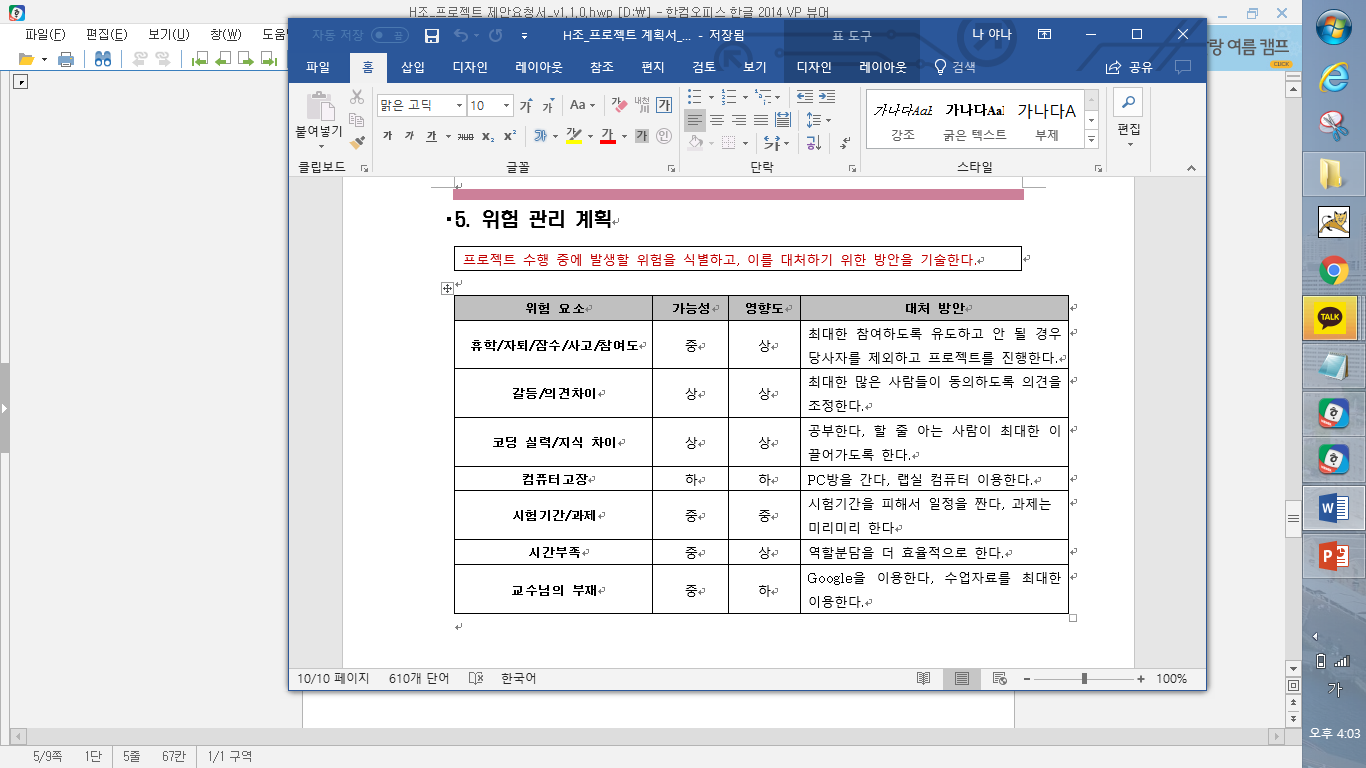 H조_프로젝트 제안요청서_v1.1.0.hwp [D:\] - 한컴오피스 한글 2014 VP 뷰어
파일(F) 편집(E) 보기(U) 창(W) 도움
랑 여름 캠프
CLICK
자동 저장 H조_프로젝트 계획서_... - 저장됨 표 도구 나 야나
파일 홈 삽입 디자인 레이아웃 참조 편지 검토 보기 디자인 레이아웃 검색 공유
붙여넣기 맑은 고딕 10 가나다AaI 가나다AaI 가나다A
강조 굵은 텍스트 부제 편집
클립보드 글꼴 단락 스타일
5. 위험 관리 계획
프로젝트 수행 중에 발생할 위험을 식별하고, 이를 대처하기 위한 방안을 기술한다.
위험 요소 가능성 영향도 대처 방안
휴학/자퇴/잠수/사고/참여도 중 상 최대한 참여하도록 유도하고 안 될 경우
당사자를 제외하고 프로젝트를 진행한다.
갈등/의견차이 상 상 최대한 많은 사람들이 동의하도록 의견을
조정한다.
코딩 실력/지식 차이 상 상 공부한다, 할 줄 아는 사람이 최대한 이
끌어가도록 한다.
컴퓨터고장 하 하 PC방을 간다, 랩실 컴퓨터 이용한다.
시험기간/과제 중 중 시험기간을 피해서 일정을 짠다, 과제는
미리미리 한다
시간부족 중 상 역할분담을 더 효율적으로 한다.
교수님의 부재 중 하 Google을 이용한다, 수업자료를 최대한
이용한다.
10/10 페이지 610개 단어 한국어 100%
5/9쪽 1단 5줄 67칸 1/1 구역
TALK
가
오후 4:03